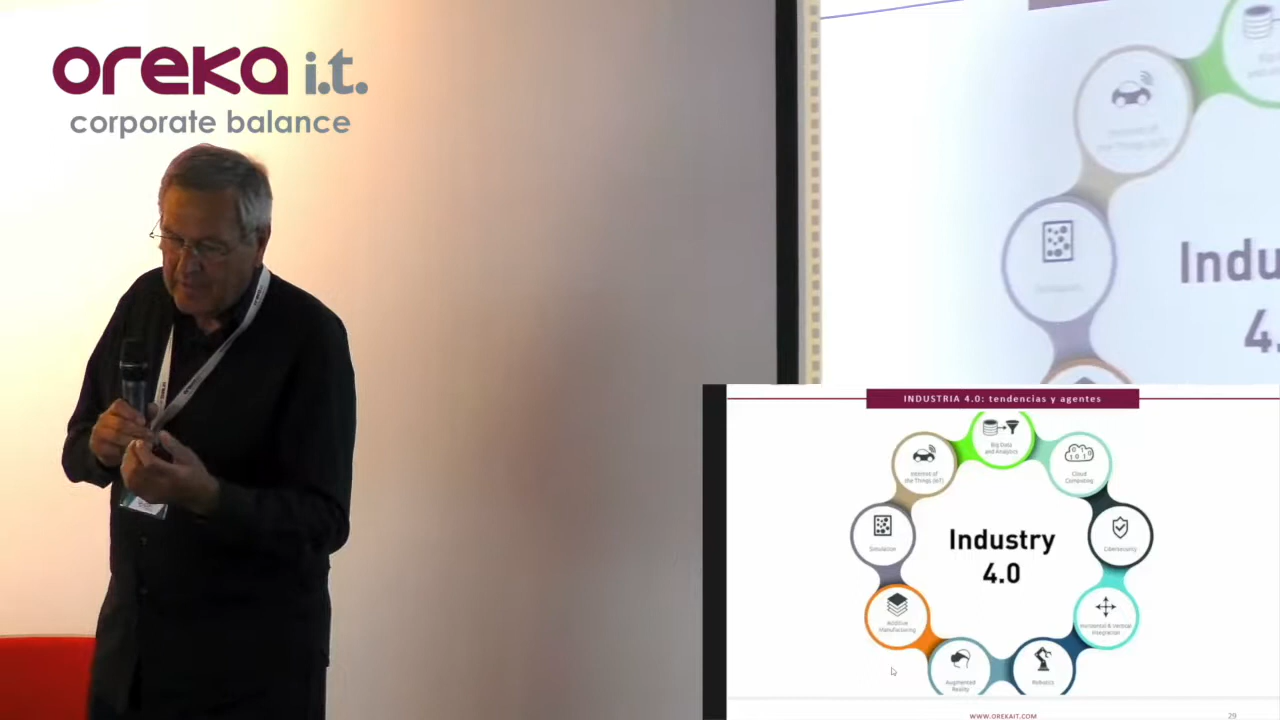 oreka i.t.
corporate balance
Indu
4.
INDUSTRIA 4.0: tendencias y agentes
Big Data
and Analytics
Internet of
the Things (IoT)
Cloud
Computing
Simulation
Industry
4.0
Cybersecurity
Additive
Manufacturing
Horizontal & Vertical
Integration
Augmented
Reality
Robotics
WWW.OREKAIT.COM
29